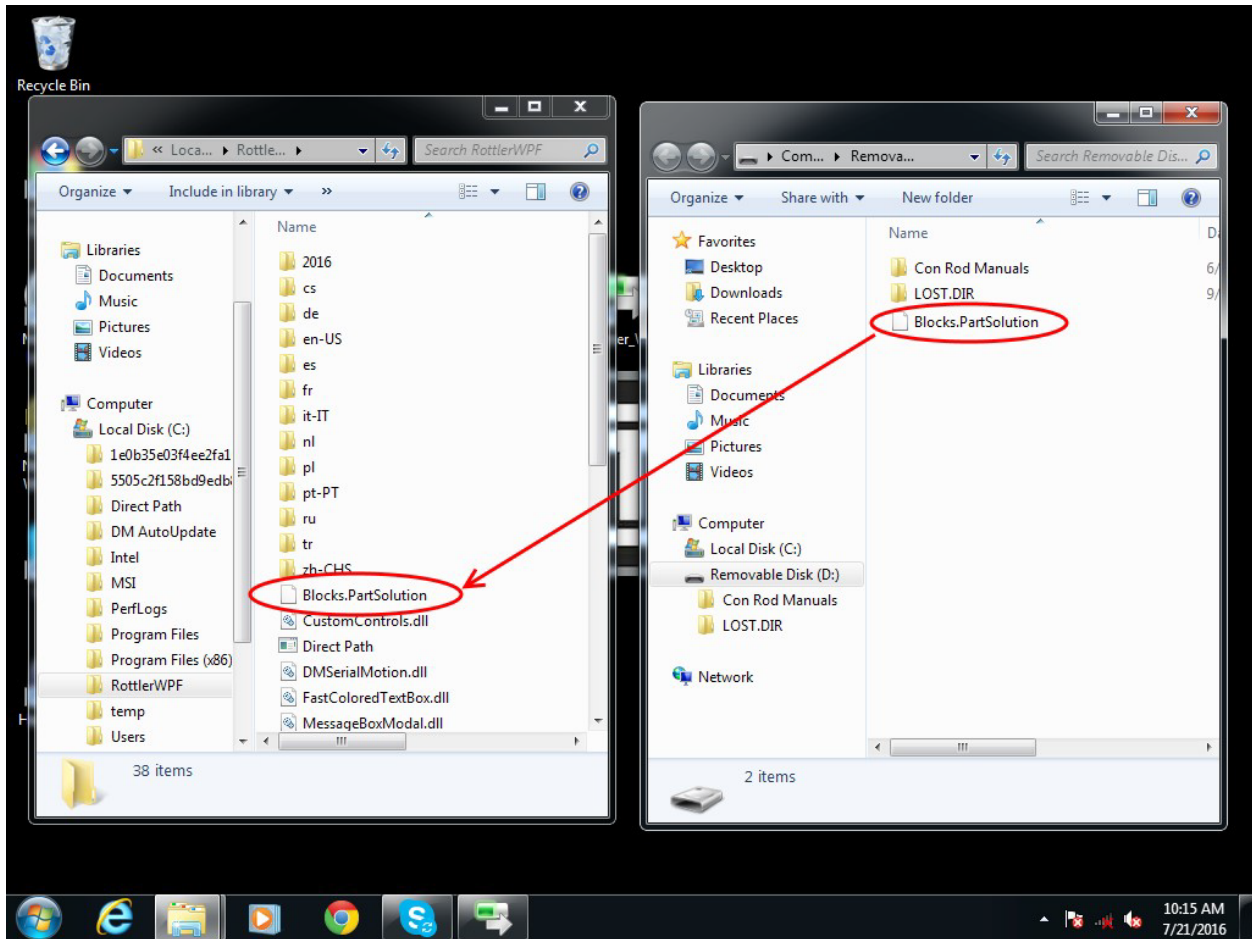 Recycle Bin
« Loca... Rottle...
Search RottlerWPF
Organize
Include in library
»
Libraries
Documents
Music
Pictures
Videos
Computer
Local Disk (C:)
1e0b35e03f4ee2fa1
5505c2f158bd9edb
Direct Path
DM AutoUpdate
Intel
MSI
PerfLogs
Program Files
Program Files (x86)
RottlerWPF
temp
Users
Name
2016
cs
de
en-US
es
fr
it-IT
nl
pl
pt-PT
ru
tr
zh-CHS
Blocks.PartSolution
CustomControls.dll
Direct Path
DMSerialMotion.dll
FastColoredTextBox.dll
MessageBoxModal.dll
38 items
Com... Remova...
Search Removable Dis...
Organize
Share with
New folder
Favorites
Desktop
Downloads
Recent Places
Libraries
Documents
Music
Pictures
Videos
Computer
Local Disk (C:)
Removable Disk (D:)
Con Rod Manuals
LOST.DIR
Network
Name
Con Rod Manuals 6/
LOST.DIR 9/
Blocks.PartSolution
2 items
10:15 AM
7/21/2016